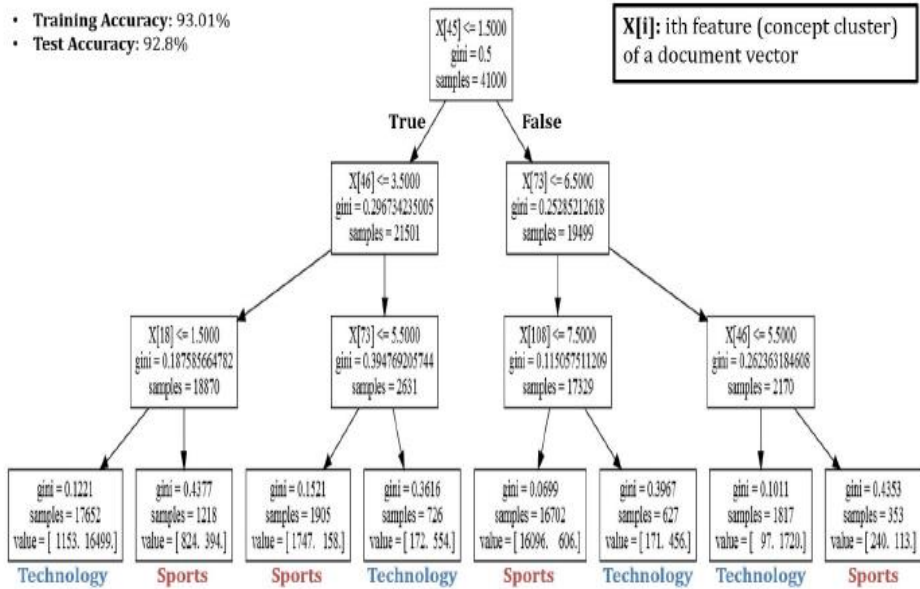 • Training Accuracy: 93.01%
• Test Accuracy: 92.8%
X[45] <= 1.5000
gini = 0.5
samples = 41000
X[i]: ith feature (concept cluster)
of a document vector
True
False
X[46] <= 3.5000
gini = 0.296734235005
samples = 21501
X[73] <= 6.5000
gini = 0.25285212618
samples = 19499
X[18] <= 1.5000
gini = 0.187585664782
samples = 18870
X[73] <= 5.5000
gini = 0.394769205744
samples = 2631
X[108] <= 7.5000
gini = 0.115057511209
samples = 17329
X[46] <= 5.5000
gini = 0.262363184608
samples = 2170
gini = 0.1221
samples = 17652
value = [ 1153. 16499.]
Technology
gini = 0.4377
samples = 1218
value = [ 824. 394.]
Sports
gini = 0.1521
samples = 1905
value = [ 1747. 158.]
Sports
gini = 0.3616
samples = 726
value = [ 172. 554.]
Technology
gini = 0.0699
samples = 16702
value = [ 16096. 606.]
Sports
gini = 0.3967
samples = 627
value = [ 171. 456.]
Technology
gini = 0.1011
samples = 1817
value = [ 97. 1720.]
Technology
gini = 0.4353
samples = 353
value = [ 240. 113.]
Sports